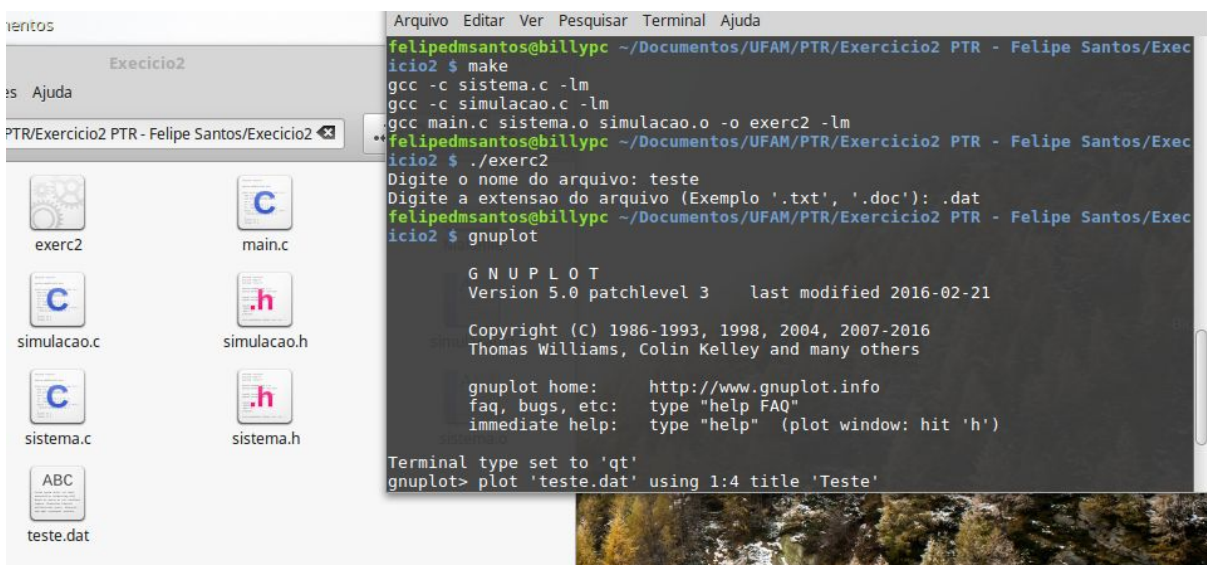 mentos
Execicio2
es Ajuda
PTR/Exercicio2 PTR - Felipe Santos/Execicio2
exerc2
main.c
simulacao.c
simulacao.h
sistema.c
sistema.h
ABC
teste.dat
Arquivo Editar Ver Pesquisar Terminal Ajuda
felipedmsantos@billypc ~/Documentos/UFAM/PTR/Exercicio2 PTR - Felipe Santos/Exec
icio2 $ make
gcc -c sistema.c -lm
gcc -c simulacao.c -lm
gcc main.c sistema.o simulacao.o -o exerc2 -lm
felipedmsantos@billypc ~/Documentos/UFAM/PTR/Exercicio2 PTR - Felipe Santos/Exec
icio2 $ ./exerc2
Digite o nome do arquivo: teste
Digite a extensao do arquivo (Exemplo '.txt', '.doc'): .dat
felipedmsantos@billypc ~/Documentos/UFAM/PTR/Exercicio2 PTR - Felipe Santos/Exec
icio2 $ gnuplot
G N U P L O T
Version 5.0 patchlevel 3 last modified 2016-02-21
Copyright (C) 1986-1993, 1998, 2004, 2007-2016
Thomas Williams, Colin Kelley and many others
gnuplot home: http://www.gnuplot.info
faq, bugs, etc: type "help FAQ"
immediate help: type "help" (plot window: hit 'h')
Terminal type set to 'qt'
gnuplot> plot 'teste.dat' using 1:4 title 'Teste'